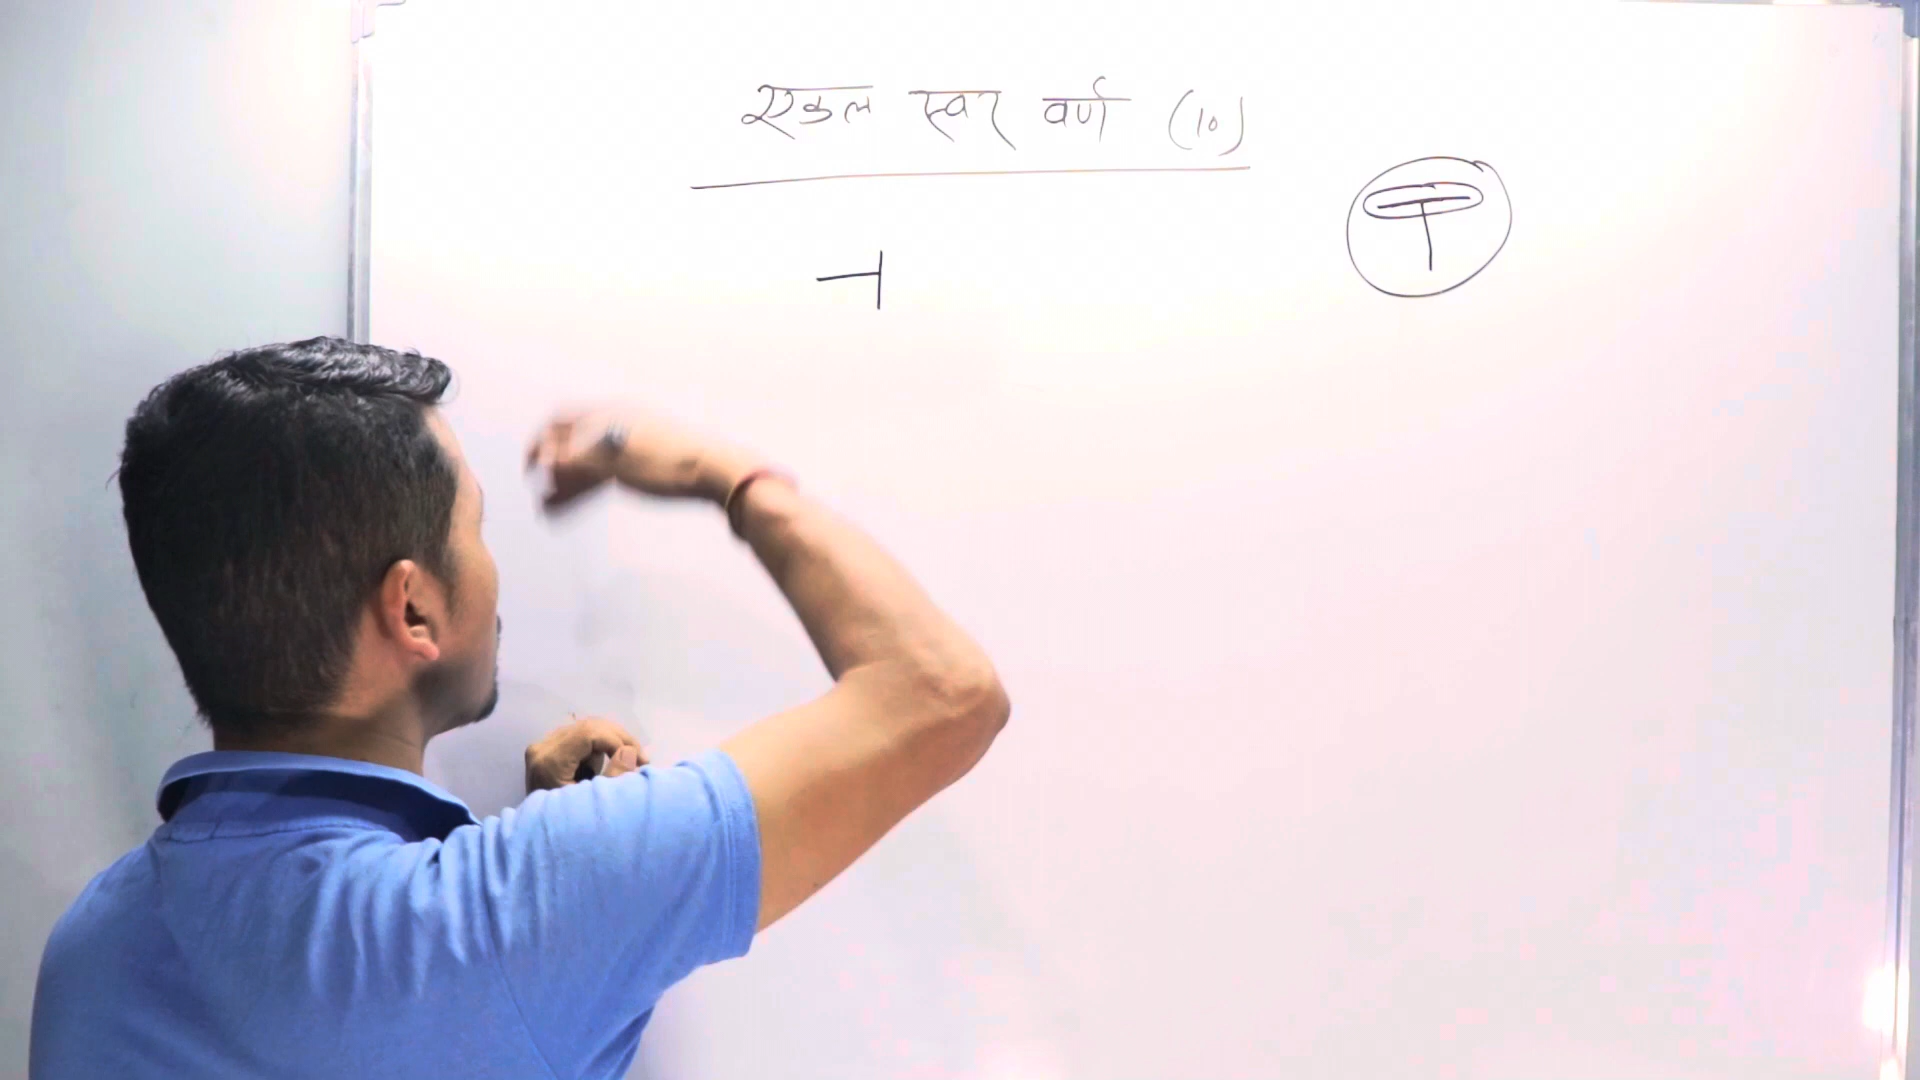 एकल स्वर वर्ण (10)
ㅓ ㅜ